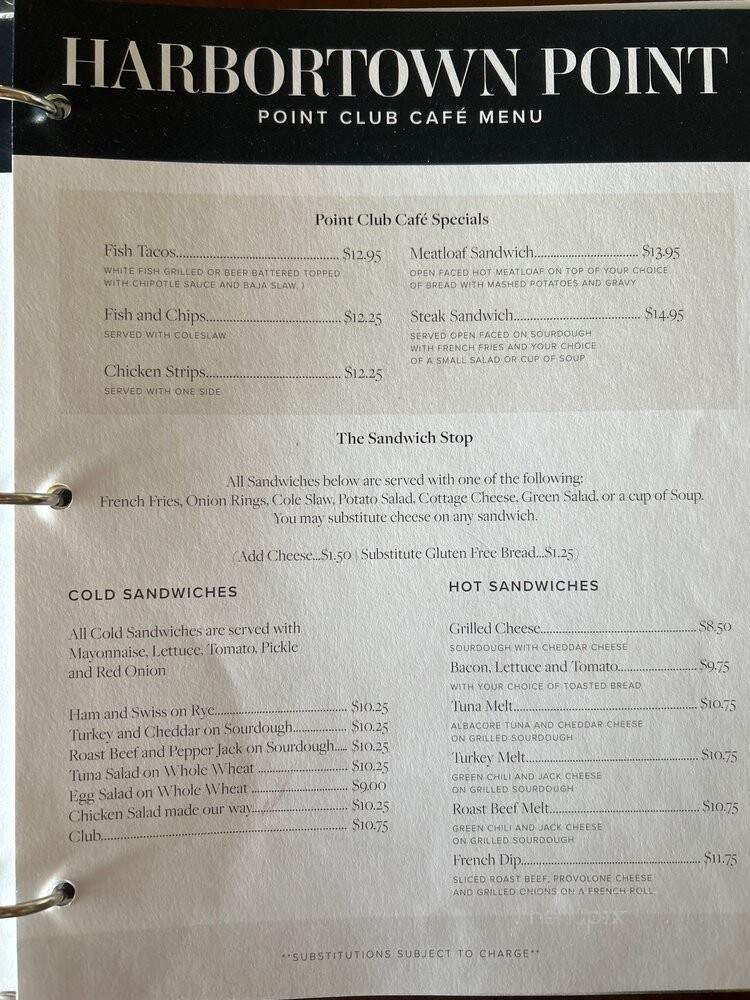 HARBORTOWN POINT
POINT CLUB CAFÉ MENU
Point Club Café Specials
Fish Tacos.......................................... $12.95
WHITE FISH GRILLED OR BEER BATTERED TOPPED
WITH CHIPOTLE SAUCE AND BAJA SLAW. )
Fish and Chips................................... $12.25
SERVED WITH COLESLAW
Chicken Strips................................... $12.25
SERVED WITH ONE SIDE
Meatloaf Sandwich........................... $13.95
OPEN FACED HOT MEATLOAF ON TOP OF YOUR CHOICE
OF BREAD WITH MASHED POTATOES AND GRAVY
Steak Sandwich................................. $14.95
SERVED OPEN FACED ON SOURDOUGH
WITH FRENCH FRIES AND YOUR CHOICE
OF A SMALL SALAD OR CUP OF SOUP
The Sandwich Stop
All Sandwiches below are served with one of the following:
French Fries, Onion Rings, Cole Slaw, Potato Salad, Cottage Cheese, Green Salad, or a cup of Soup.
You may substitute cheese on any sandwich.
(Add Cheese...$1.50 | Substitute Gluten Free Bread...$1.25)
COLD SANDWICHES
All Cold Sandwiches are served with
Mayonnaise, Lettuce, Tomato, Pickle
and Red Onion
Ham and Swiss on Rye.................................. $10.25
Turkey and Cheddar on Sourdough.............. $10.25
Roast Beef and Pepper Jack on Sourdough.... $10.25
Tuna Salad on Whole Wheat ........................ $10.25
Egg Salad on Whole Wheat .......................... $9.00
Chicken Salad made our way......................... $10.25
Club................................................................. $10.75
HOT SANDWICHES
Grilled Cheese......................................... $8.50
SOURDOUGH WITH CHEDDAR CHEESE
Bacon, Lettuce and Tomato.................... $9.75
WITH YOUR CHOICE OF TOASTED BREAD
Tuna Melt................................................ $10.75
ALBACORE TUNA AND CHEDDAR CHEESE
ON GRILLED SOURDOUGH
Turkey Melt............................................. $10.75
GREEN CHILI AND JACK CHEESE
ON GRILLED SOURDOUGH
Roast Beef Melt....................................... $10.75
GREEN CHILI AND JACK CHEESE
ON GRILLED SOURDOUGH
French Dip............................................... $11.75
SLICED ROAST BEEF, PROVOLONE CHEESE
AND GRILLED ONIONS ON A FRENCH ROLL.
**SUBSTITUTIONS SUBJECT TO CHARGE**